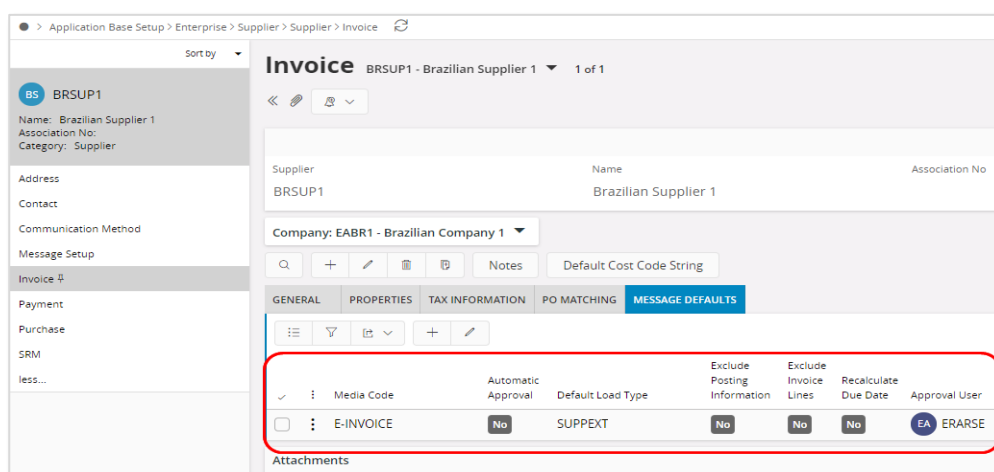 > Application Base Setup > Enterprise > Supplier > Supplier > Invoice
Sort by
BS BRSUP1
Name: Brazilian Supplier 1
Association No:
Category: Supplier
Address
Contact
Communication Method
Message Setup
Invoice
Payment
Purchase
SRM
less...
Invoice BRSUP1 - Brazilian Supplier 1 1 of 1
Supplier Name Association No
BRSUP1 Brazilian Supplier 1
Company: EABR1 - Brazilian Company 1
Notes Default Cost Code String
GENERAL PROPERTIES TAX INFORMATION PO MATCHING MESSAGE DEFAULTS
Media Code Automatic Approval Default Load Type Exclude Posting Information Exclude Invoice Lines Recalculate Due Date Approval User
E-INVOICE No SUPPEXT No No No EA ERARSE
Attachments